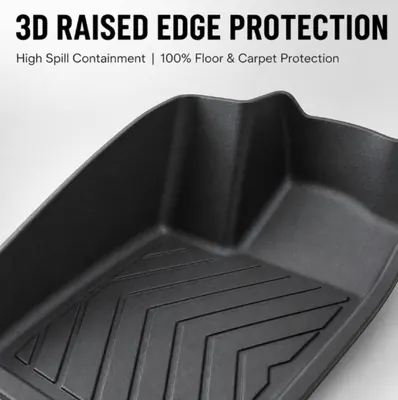 3D RAISED EDGE PROTECTION
High Spill Containment | 100% Floor & Carpet Protection